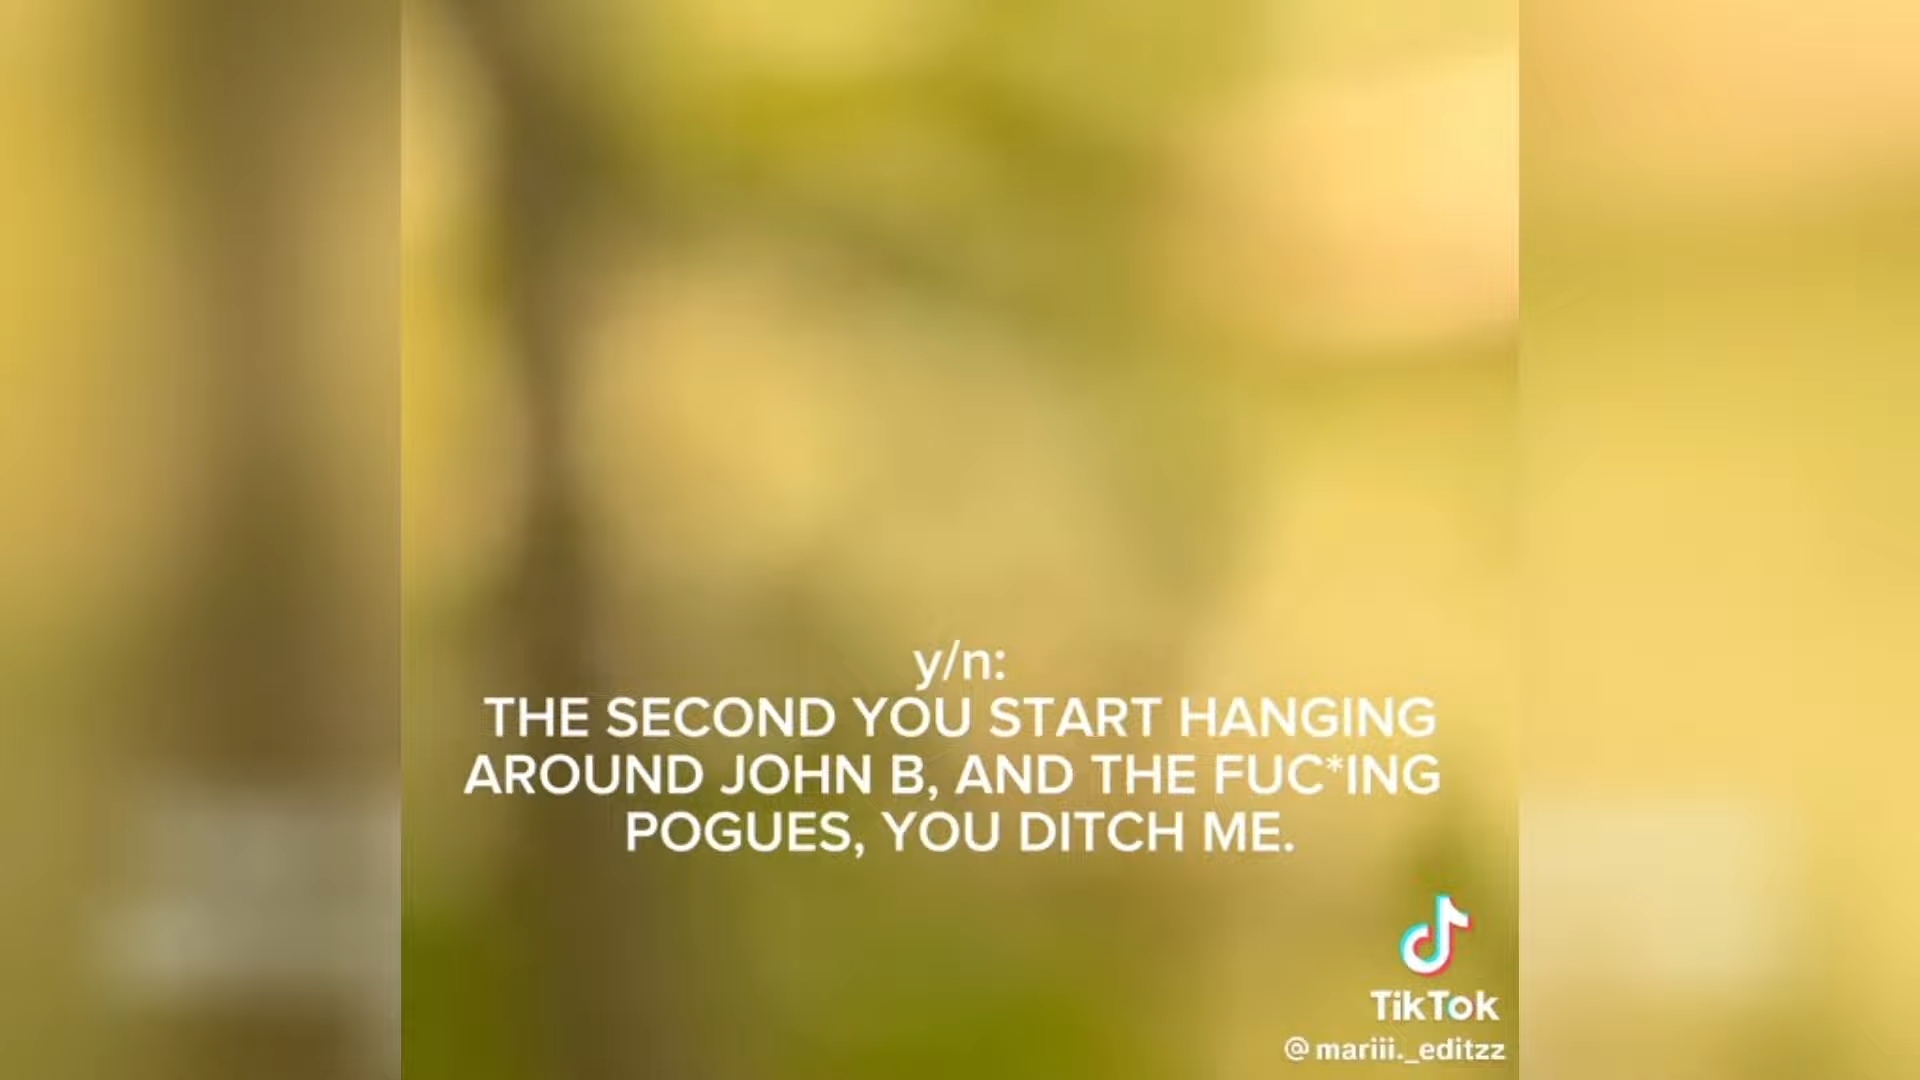 y/n:
THE SECOND YOU START HANGING
AROUND JOHN B, AND THE FUC*ING
POGUES, YOU DITCH ME.
TikTok
@mariii._editzz